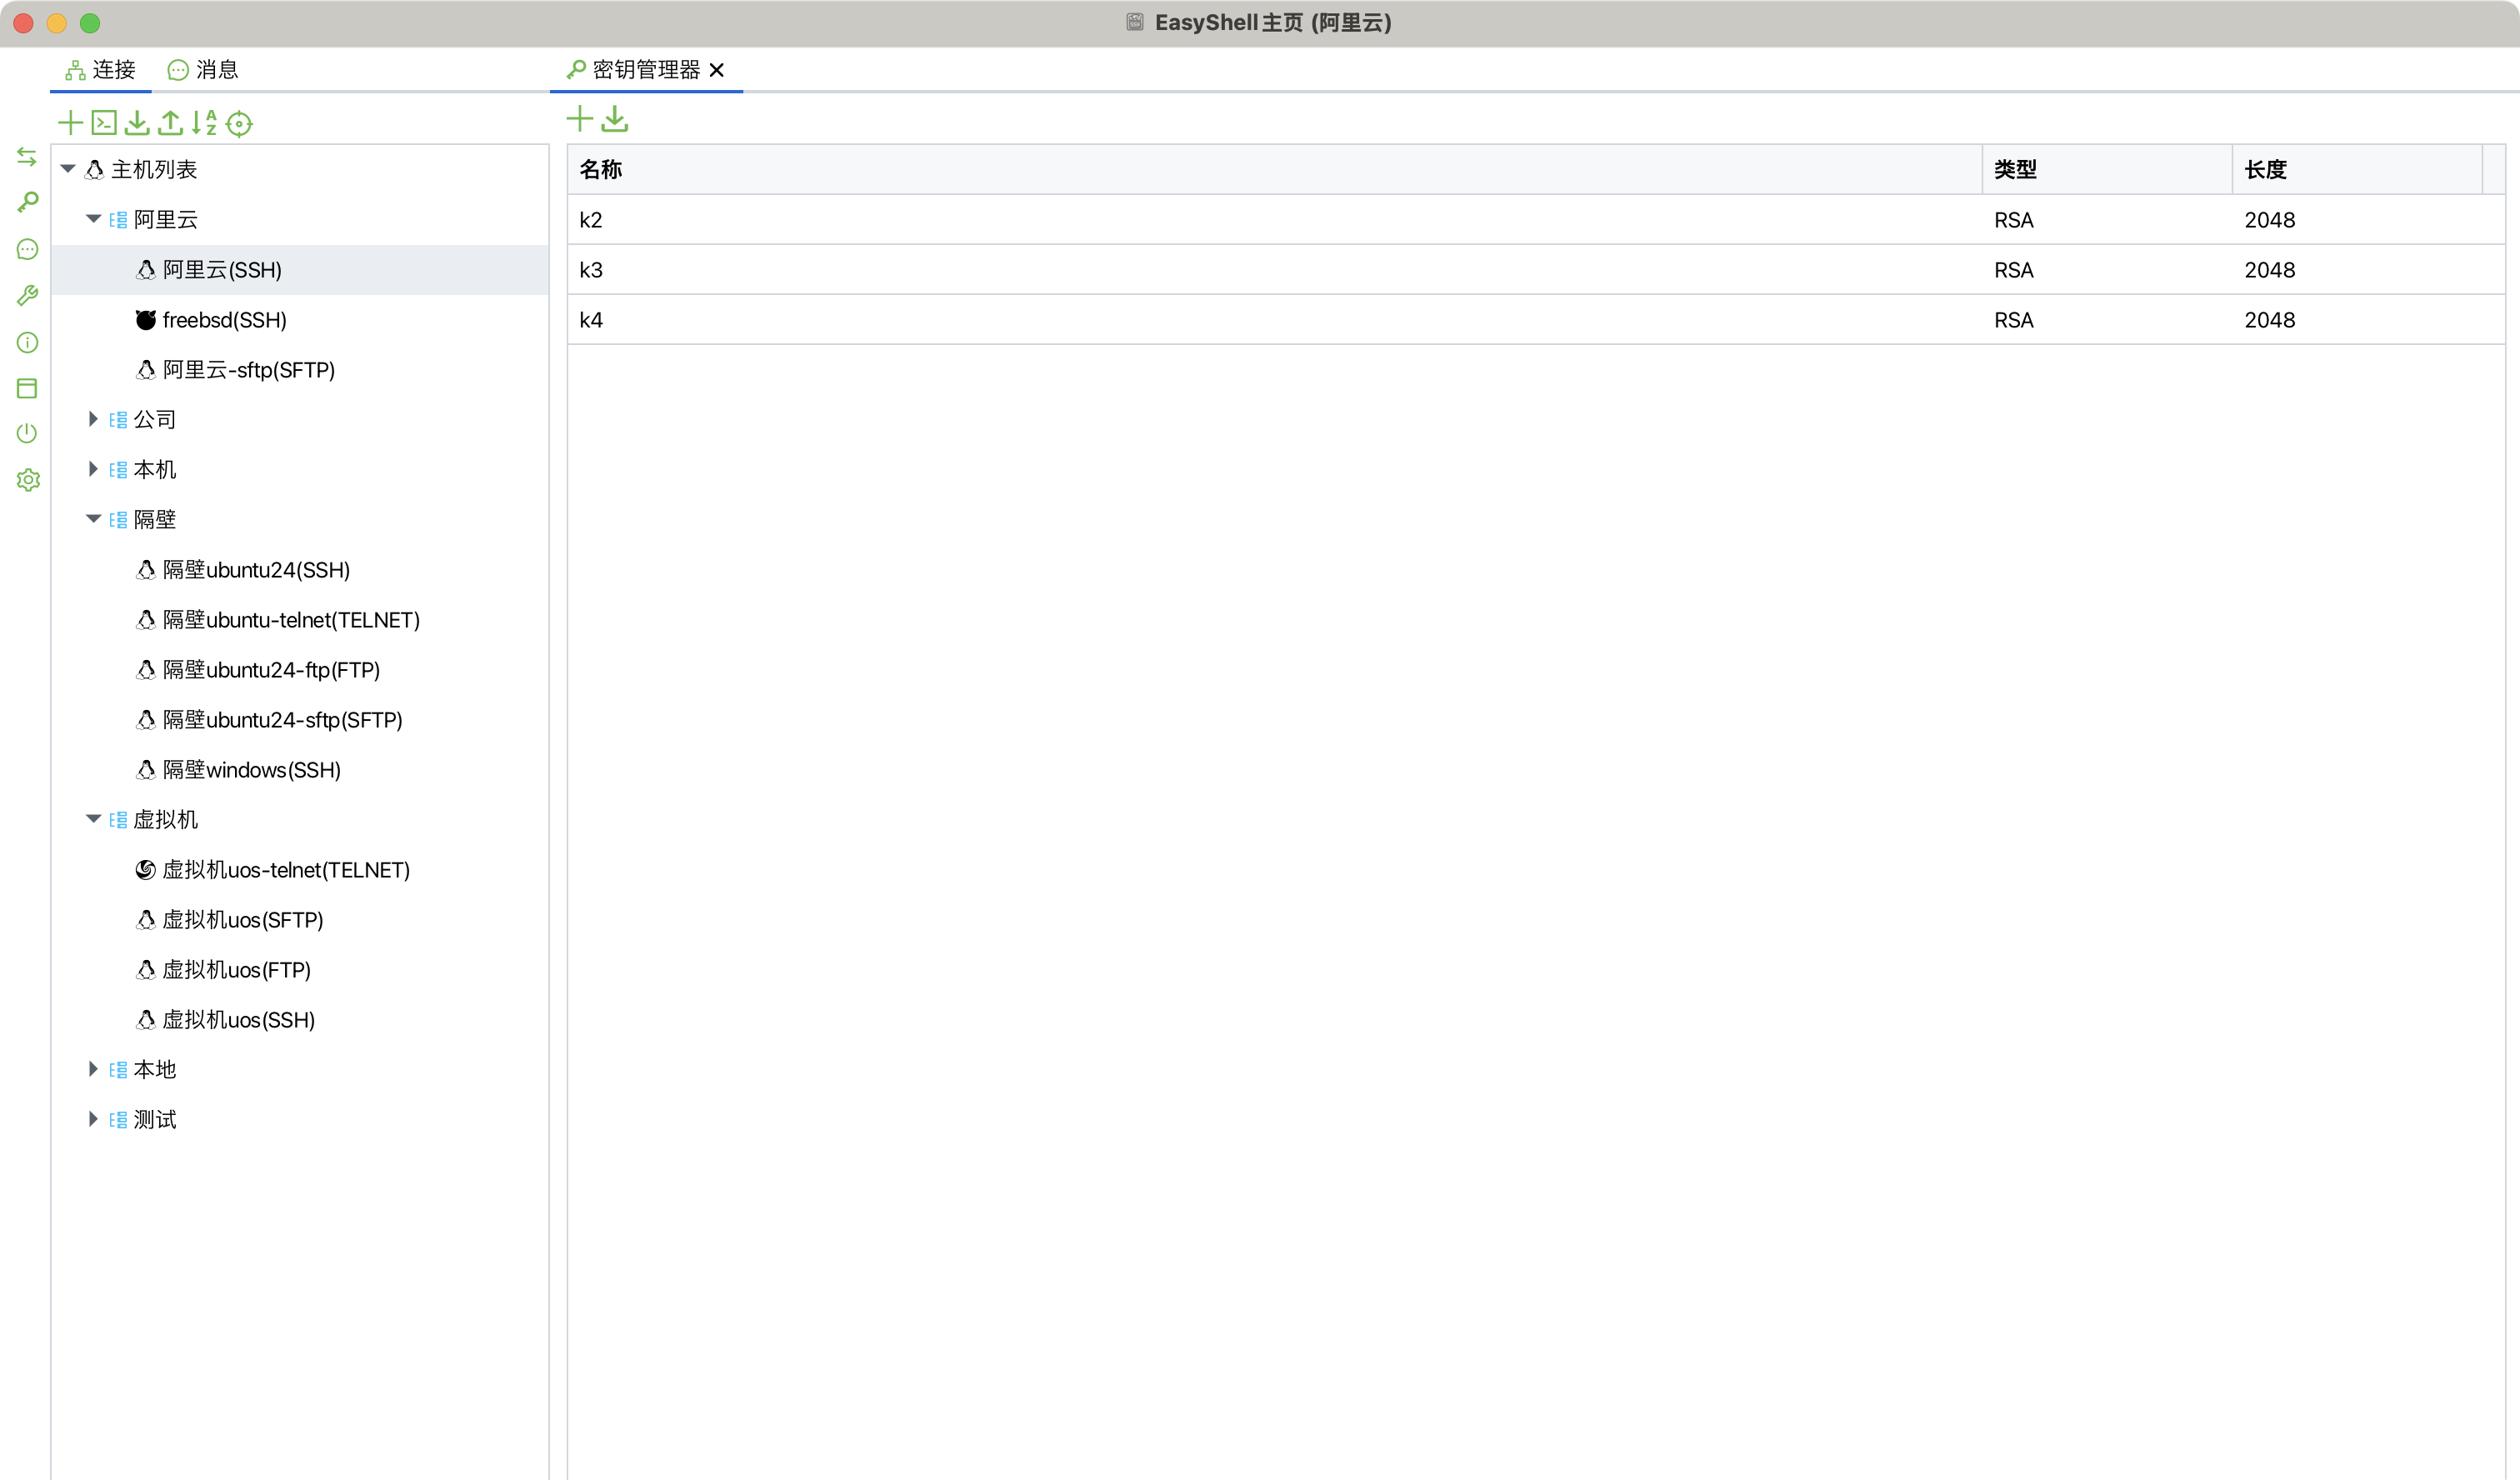 EasyShell主页 (阿里云)
连接 消息
密钥管理器
主机列表
阿里云
阿里云(SSH)
freebsd(SSH)
阿里云-sftp(SFTP)
公司
本机
隔壁
隔壁ubuntu24(SSH)
隔壁ubuntu-telnet(TELNET)
隔壁ubuntu24-ftp(FTP)
隔壁ubuntu24-sftp(SFTP)
隔壁windows(SSH)
虚拟机
虚拟机uos-telnet(TELNET)
虚拟机uos(SFTP)
虚拟机uos(FTP)
虚拟机uos(SSH)
本地
测试
名称 类型 长度
k2 RSA 2048
k3 RSA 2048
k4 RSA 2048